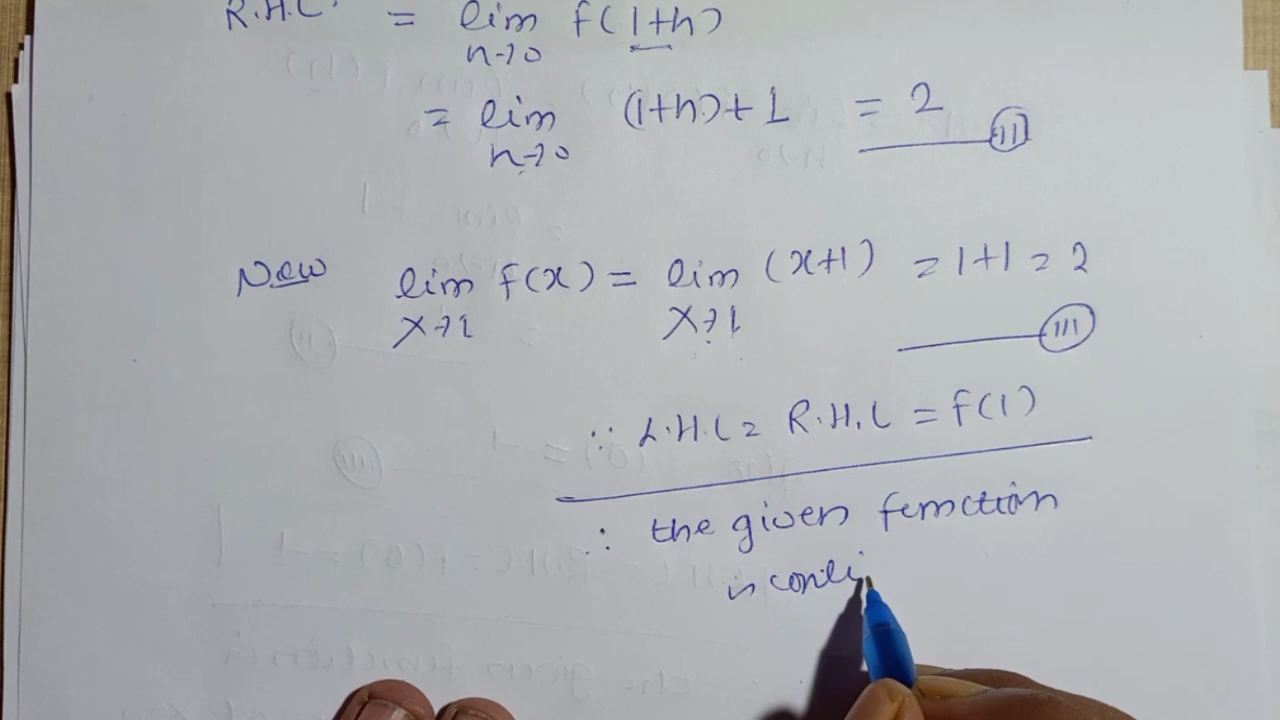 R.H.L. = lim f(1+h)
h→0
= lim (1+h)+1 = 2
h→0
(II)
Now lim f(x) = lim (x+1) = 1+1 = 2
x→1 x→1
(III)
∵ L.H.L = R.H.L = f(1)
∴ the given function
is conti